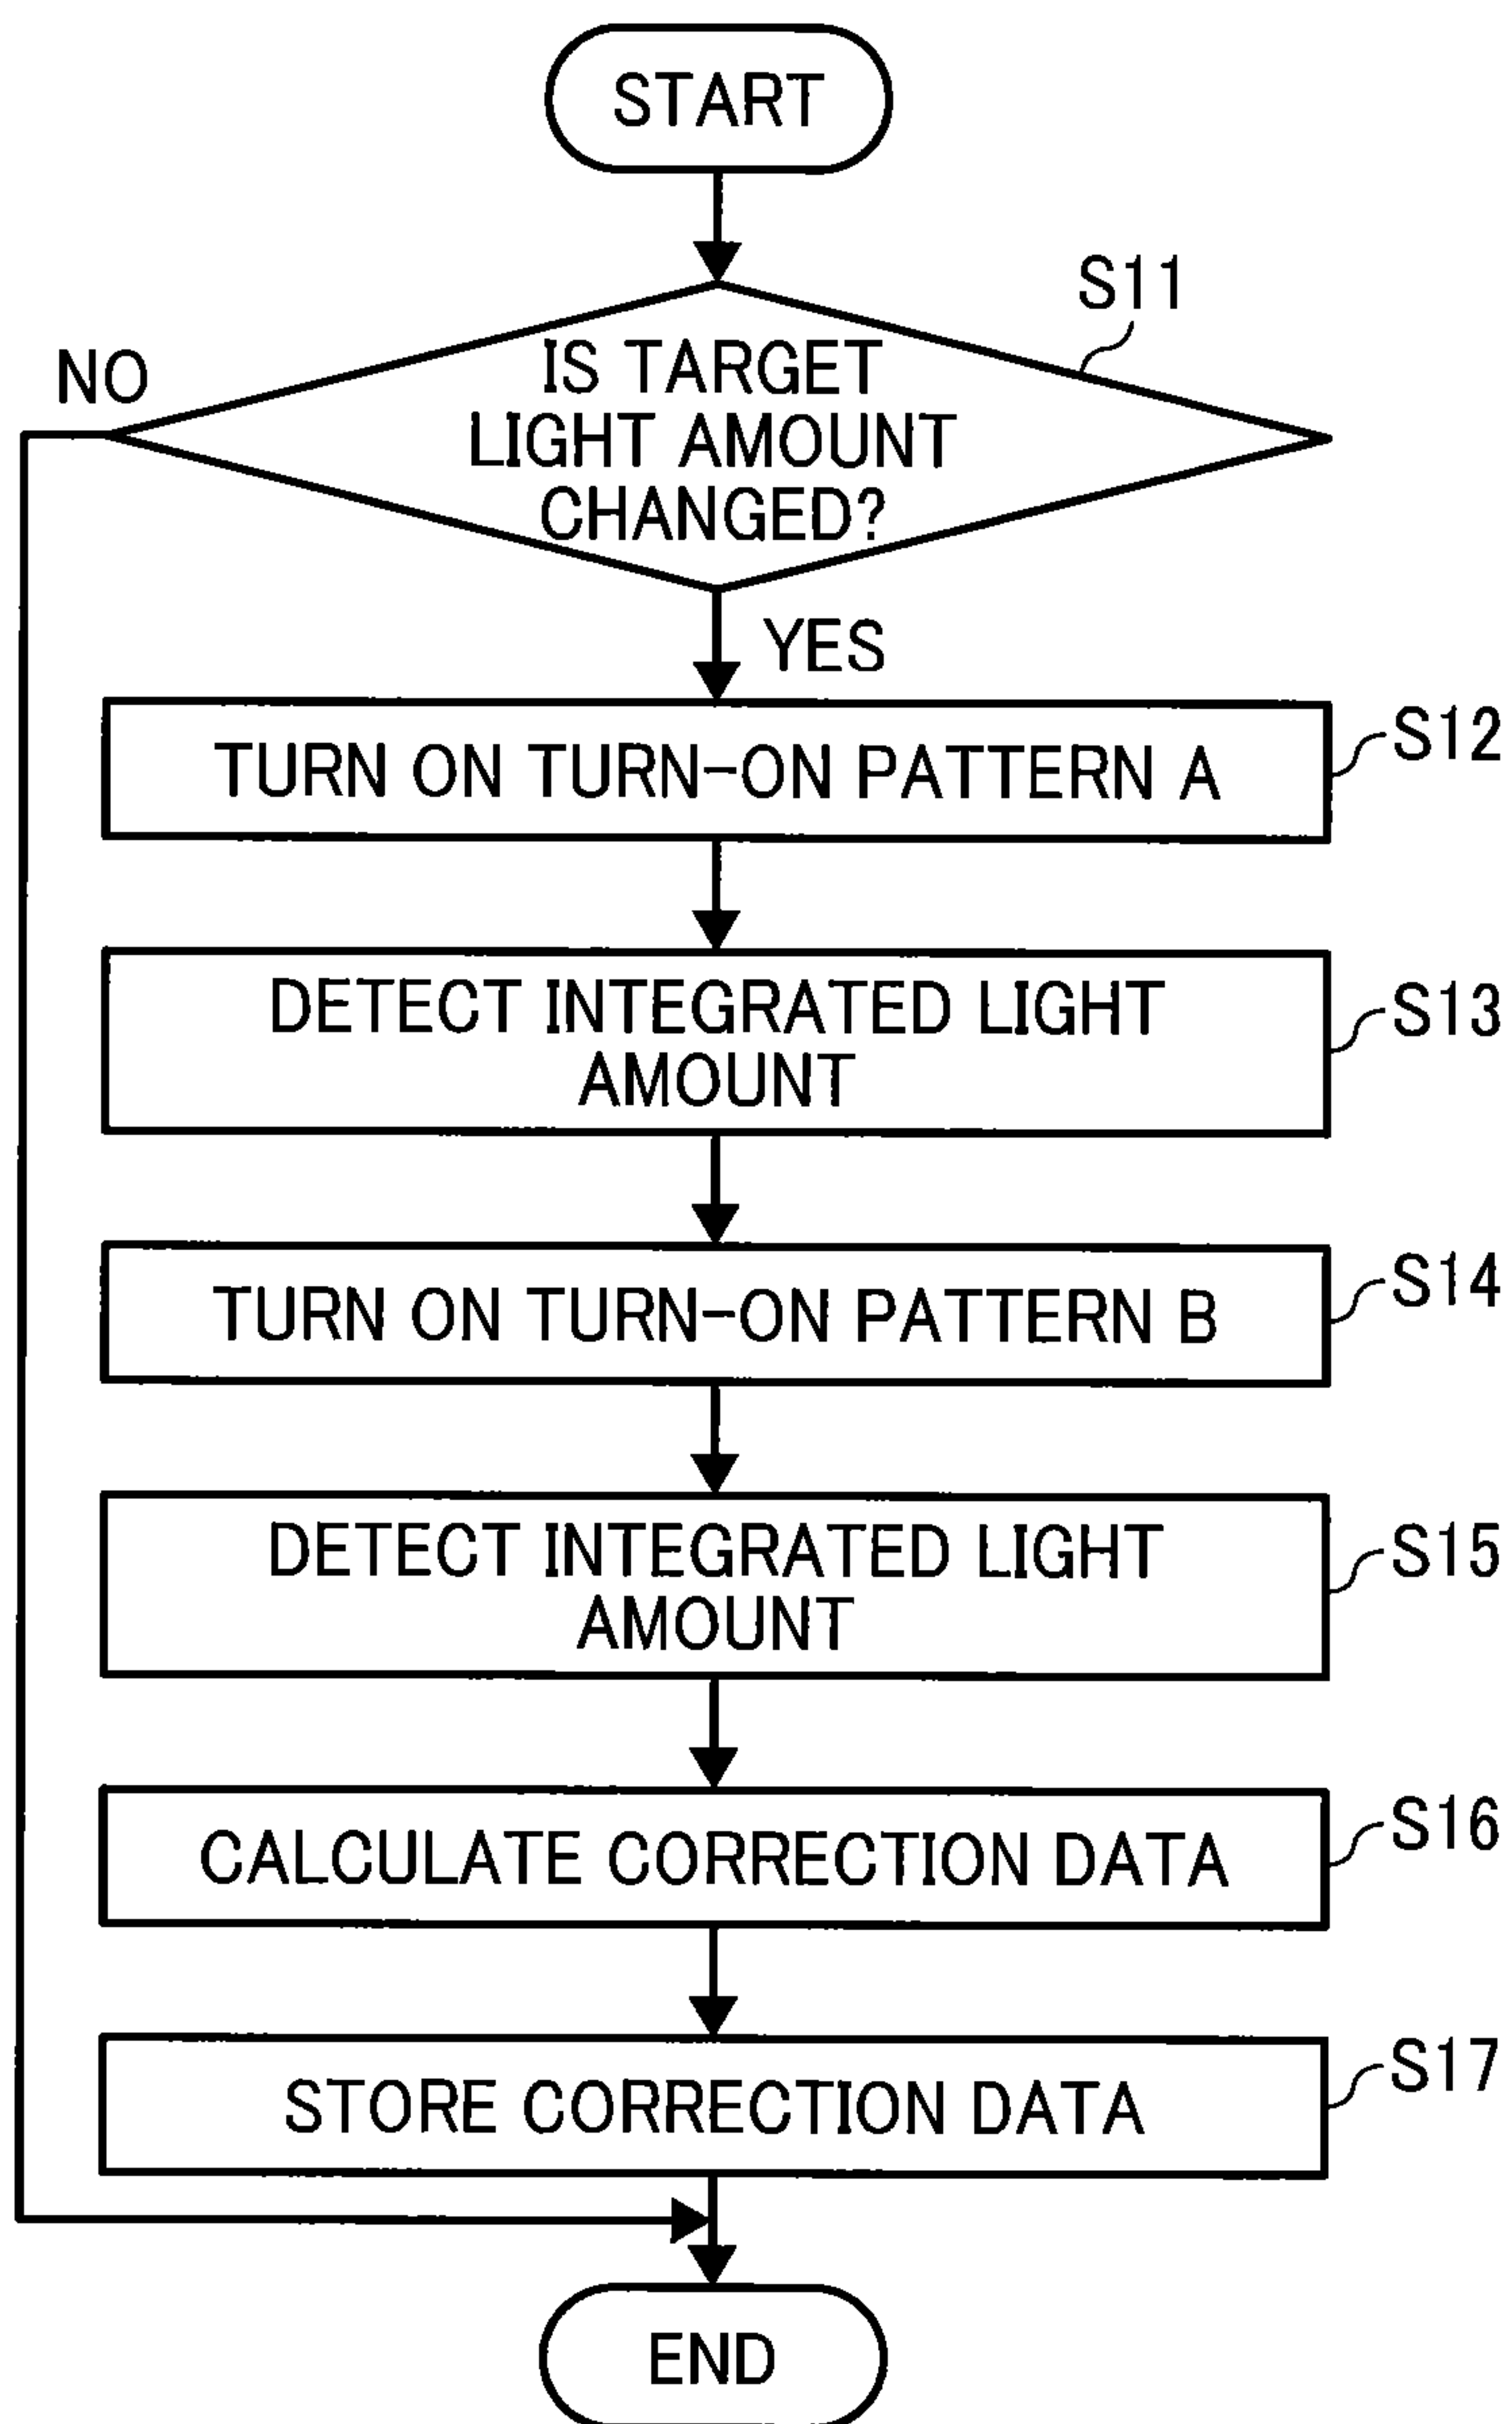 START
S11
NO
IS TARGET
LIGHT AMOUNT
CHANGED?
YES
TURN ON TURN-ON PATTERN A
S12
DETECT INTEGRATED LIGHT
AMOUNT
S13
TURN ON TURN-ON PATTERN B
S14
DETECT INTEGRATED LIGHT
AMOUNT
S15
CALCULATE CORRECTION DATA
S16
STORE CORRECTION DATA
S17
END